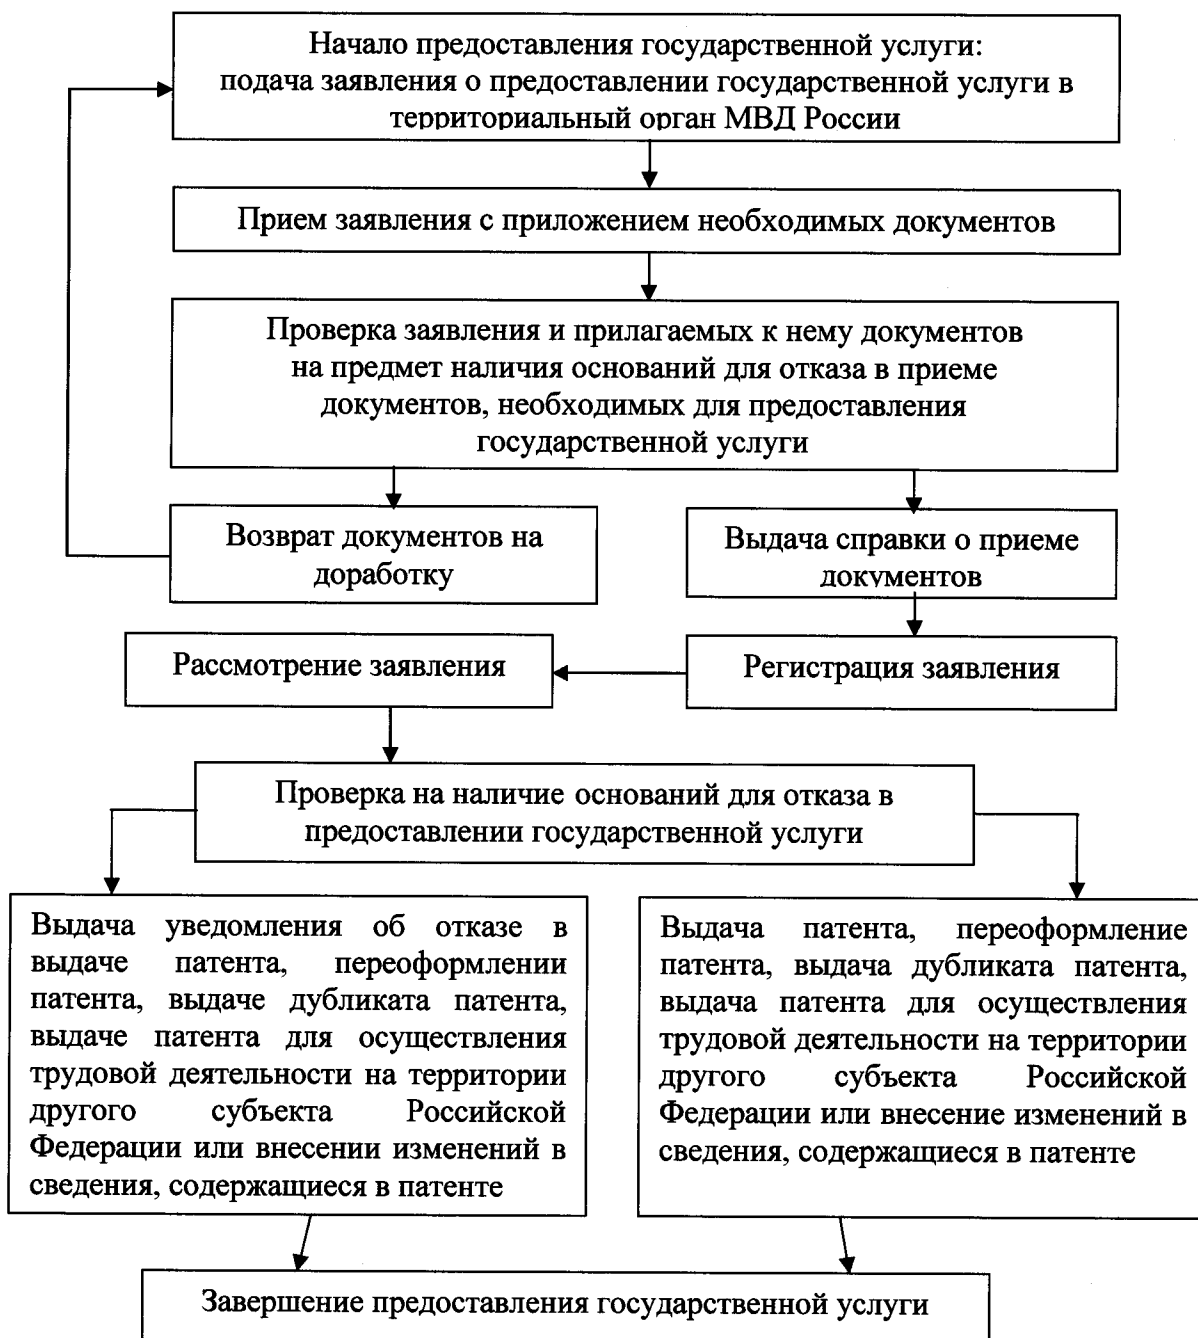 Начало предоставления государственной услуги:
подача заявления о предоставлении государственной услуги в
территориальный орган МВД России
Прием заявления с приложением необходимых документов
Проверка заявления и прилагаемых к нему документов
на предмет наличия оснований для отказа в приеме
документов, необходимых для предоставления
государственной услуги
Возврат документов на
доработку
Выдача справки о приеме
документов
Рассмотрение заявления
Регистрация заявления
Проверка на наличие оснований для отказа в
предоставлении государственной услуги
Выдача уведомления об отказе в
выдаче патента, переоформлении
патента, выдаче дубликата патента,
выдаче патента для осуществления
трудовой деятельности на территории
другого субъекта Российской
Федерации или внесении изменений в
сведения, содержащиеся в патенте
Выдача патента, переоформление
патента, выдача дубликата патента,
выдача патента для осуществления
трудовой деятельности на территории
другого субъекта Российской
Федерации или внесение изменений в
сведения, содержащиеся в патенте
Завершение предоставления государственной услуги